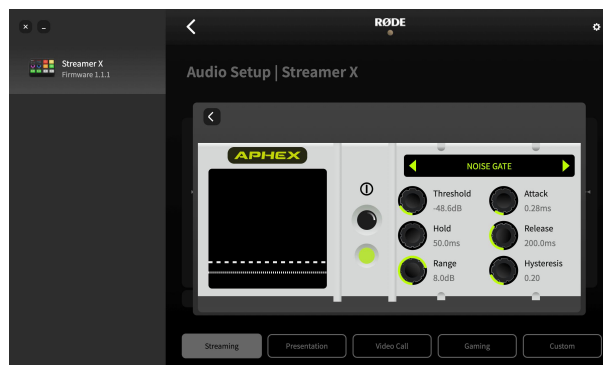 RØDE
Streamer X
Firmware 1.1.1
Audio Setup | Streamer X
APHEX
NOISE GATE
Threshold
-48.6dB
Attack
0.28ms
Hold
50.0ms
Release
200.0ms
Range
8.0dB
Hysteresis
0.20
Streaming
Presentation
Video Call
Gaming
Custom